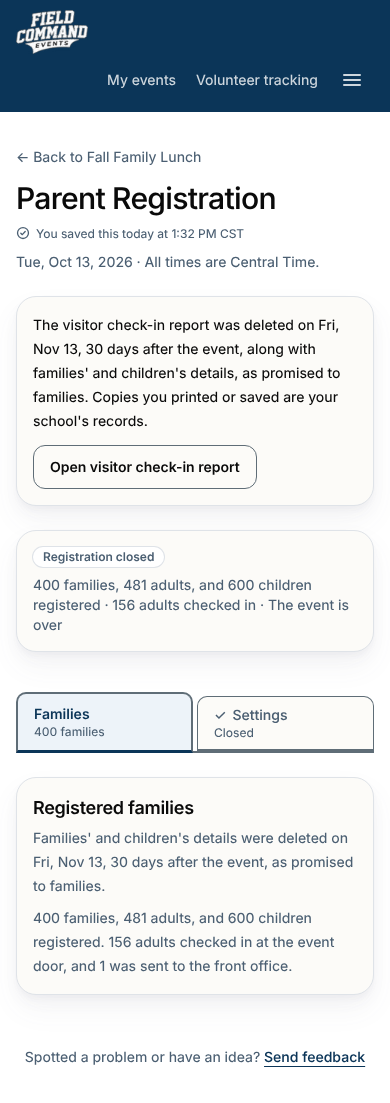 FIELD
COMMAND
EVENTS
My events Volunteer tracking
← Back to Fall Family Lunch
Parent Registration
You saved this today at 1:32 PM CST
Tue, Oct 13, 2026 · All times are Central Time.
The visitor check-in report was deleted on Fri,
Nov 13, 30 days after the event, along with
families' and children's details, as promised to
families. Copies you printed or saved are your
school's records.
Open visitor check-in report
Registration closed
400 families, 481 adults, and 600 children
registered · 156 adults checked in · The event is
over
Families
400 families
✓ Settings
Closed
Registered families
Families' and children's details were deleted on
Fri, Nov 13, 30 days after the event, as promised
to families.
400 families, 481 adults, and 600 children
registered. 156 adults checked in at the event
door, and 1 was sent to the front office.
Spotted a problem or have an idea? Send feedback